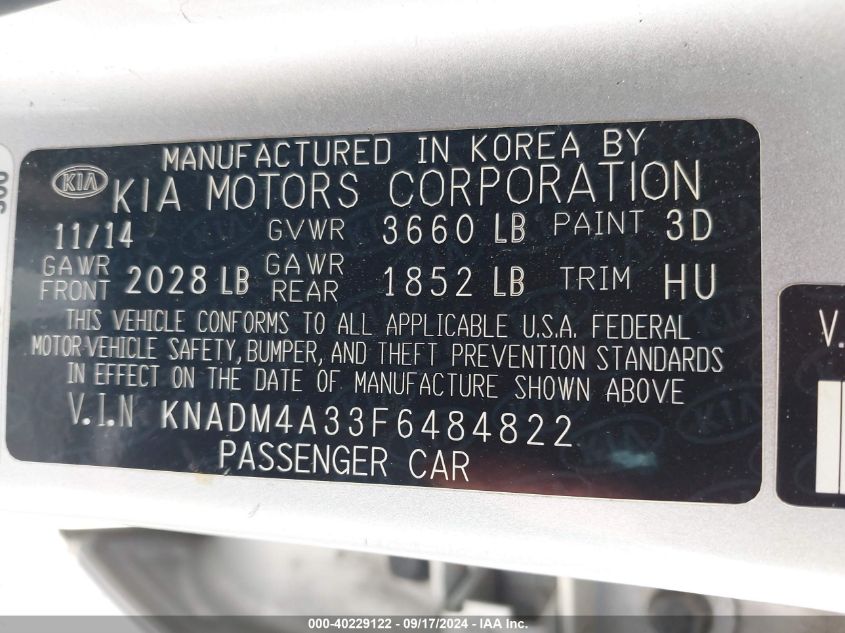 MANUFACTURED IN KOREA BY
KIA KIA MOTORS CORPORATION
11/14 GVWR 3660 LB PAINT 3D
GAWR FRONT 2028 LB GAWR REAR 1852 LB TRIM HU
THIS VEHICLE CONFORMS TO ALL APPLICABLE U.S.A. FEDERAL
MOTOR-VEHICLE SAFETY, BUMPER, AND THEFT PREVENTION STANDARDS
IN EFFECT ON THE DATE OF MANUFACTURE SHOWN ABOVE
V.I.N KNADM4A33F6484822
PASSENGER CAR
V.
000-40229122 - 09/17/2024 - IAA Inc.